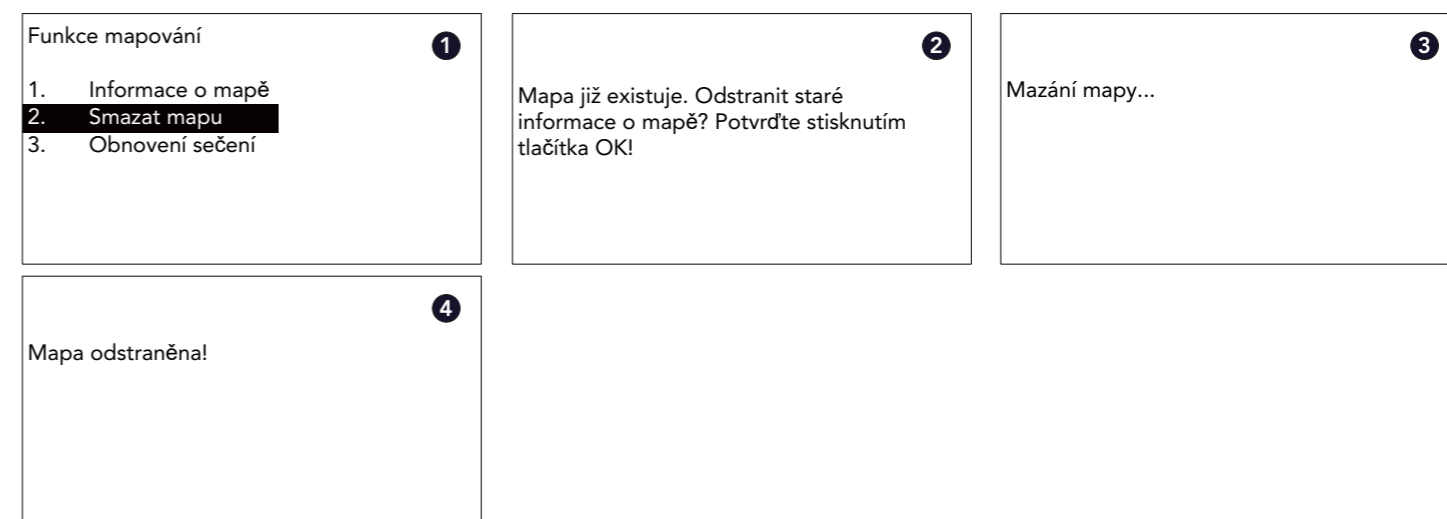 Funkce mapování
1
1. Informace o mapě
2. Smazat mapu
3. Obnovení sečení
2
Mapa již existuje. Odstranit staré
informace o mapě? Potvrďte stisknutím
tlačítka OK!
3
Mazání mapy...
4
Mapa odstraněna!